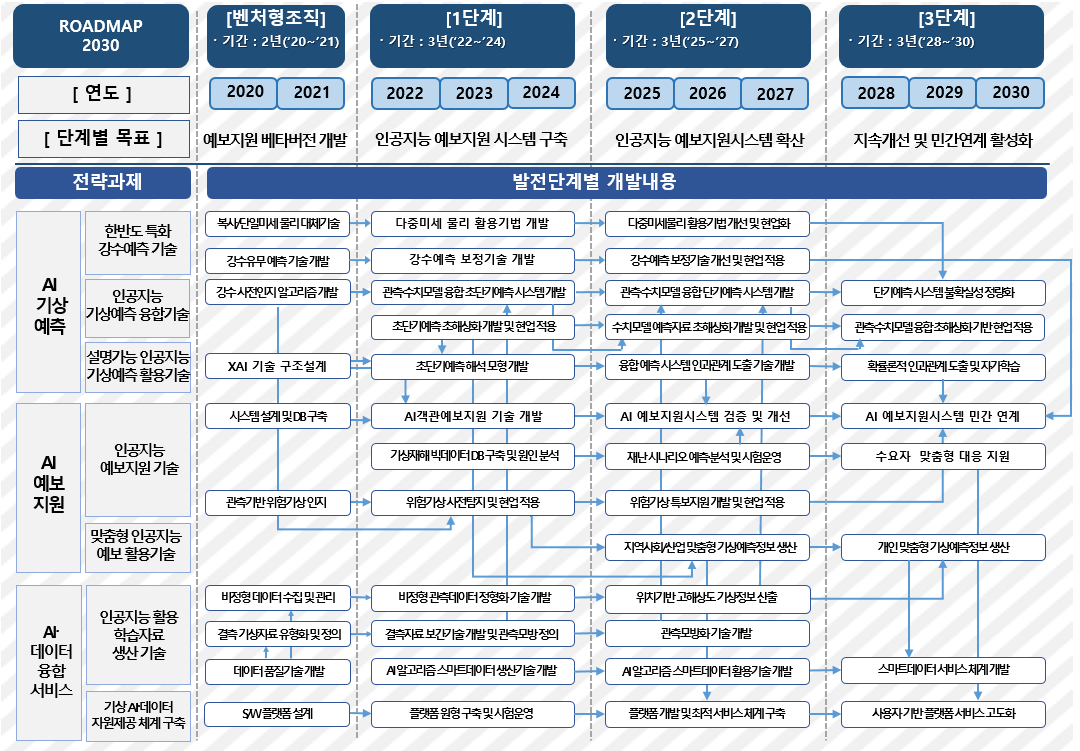 ROADMAP
2030
[벤처형조직]
· 기간 : 2년('20~'21)
[1단계]
· 기간 : 3년('22~'24)
[2단계]
· 기간 : 3년('25~'27)
[3단계]
· 기간 : 3년('28~'30)
[ 연도 ]
2020
2021
2022
2023
2024
2025
2026
2027
2028
2029
2030
[ 단계별 목표 ]
예보지원 베타버전 개발
인공지능 예보지원 시스템 구축
인공지능 예보지원시스템 확산
지속개선 및 민간연계 활성화
전략과제
발전단계별 개발내용
AI
기상
예측
한반도 특화
강수예측 기술
복사/단일미세 물리 대체기술
다중미세 물리 활용기법 개발
다중미세물리 활용기법 개선 및 현업화
강수유무 예측 기술 개발
강수예측 보정기술 개발
강수예측 보정기술 개선 및 현업 적용
인공지능
기상예측 융합기술
강수 사전인지 알고리즘 개발
관측·수치모델 융합 초단기예측 시스템 개발
관측·수치모델 융합 단기예측 시스템 개발
단기예측 시스템 불확실성 정량화
초단기예측 초해상화 개발 및 현업 적용
수치모델 예측자료 초해상화 개발 및 현업 적용
관측·수치모델 융합 초해상화 기반 현업 적용
설명가능 인공지능
기상예측 활용기술
XAI 기술 구조설계
초단기예측 해석 모형 개발
융합 예측 시스템 인과관계 도출 기술 개발
확률론적 인과관계 도출 및 자기학습
AI
예보
지원
인공지능
예보지원 기술
시스템 설계 및 DB 구축
AI객관예보지원 기술 개발
AI 예보지원시스템 검증 및 개선
AI 예보지원시스템 민간 연계
기상재해 빅데이터 DB 구축 및 원인 분석
재난 시나리오 예측·분석 및 시험운영
수요자 맞춤형 대응 지원
관측기반 위험기상 인지
위험기상 사전탐지 및 현업 적용
위험기상 특보지원 개발 및 현업 적용
맞춤형 인공지능
예보 활용기술
지역사회/산업 맞춤형 기상예측정보 생산
개인 맞춤형 기상예측정보 생산
AI·
데이터
융합
서비스
인공지능 활용
학습자료
생산 기술
비정형 데이터 수집 및 관리
비정형 관측데이터 정형화 기술 개발
위치기반 고해상도 기상정보 산출
결측 기상자료 유형화 및 정의
결측자료 보간기술 개발 및 관측모방 정의
관측모방화 기술 개발
데이터 품질기술 개발
AI 알고리즘 스마트데이터 생산기술 개발
AI 알고리즘 스마트데이터 활용기술 개발
스마트데이터 서비스 체계 개발
기상 AI·데이터
자원제공 체계 구축
S/W 플랫폼 설계
플랫폼 원형 구축 및 시험운영
플랫폼 개발 및 최적 서비스 체계 구축
사용자 기반 플랫폼 서비스 고도화